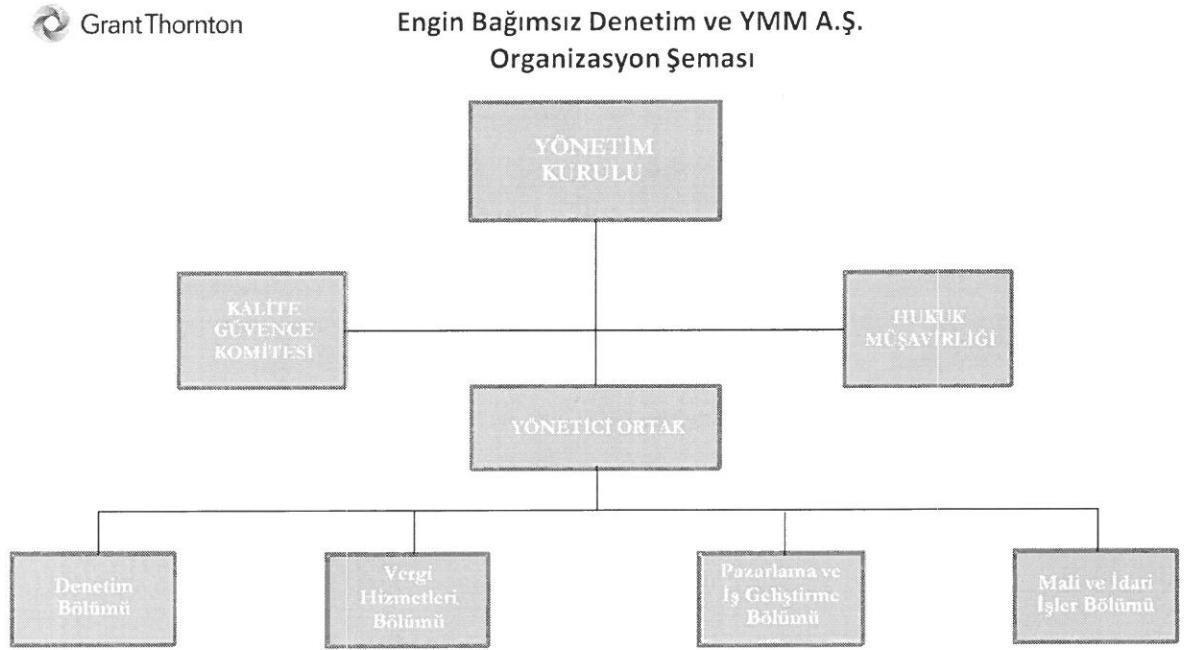 Grant Thornton
Engin Bağımsız Denetim ve YMM A.Ş.
Organizasyon Şeması
YÖNETİM
KURULU
KALİTE
GÜVENCE
KOMİTESİ
HUKUK
MÜŞAVİRLİĞİ
YÖNETİCİ ORTAK
Denetim
Bölümü
Vergi
Hizmetleri
Bölümü
Pazarlama ve
İş Geliştirme
Bölümü
Mali ve İdari
İşler Bölümü